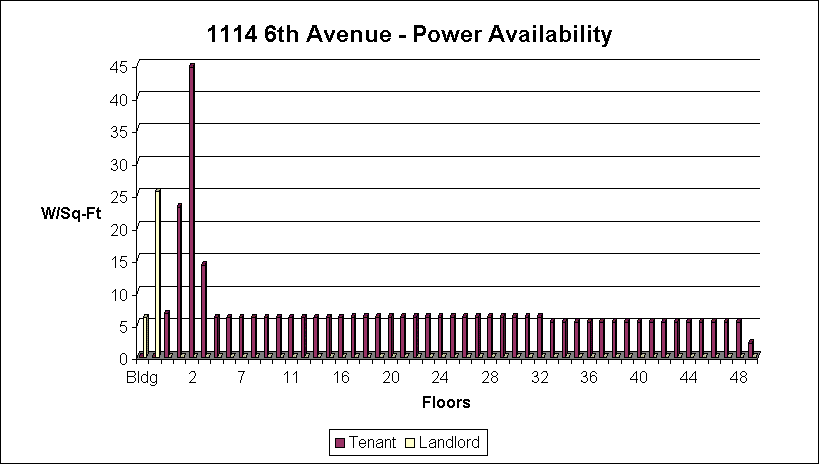 1114 6th Avenue - Power Availability
45
40
35
30
25
20
15
10
5
0
W/Sq-Ft
Bldg 2 7 11 16 20 24 28 32 36 40 44 48
Floors
Tenant Landlord